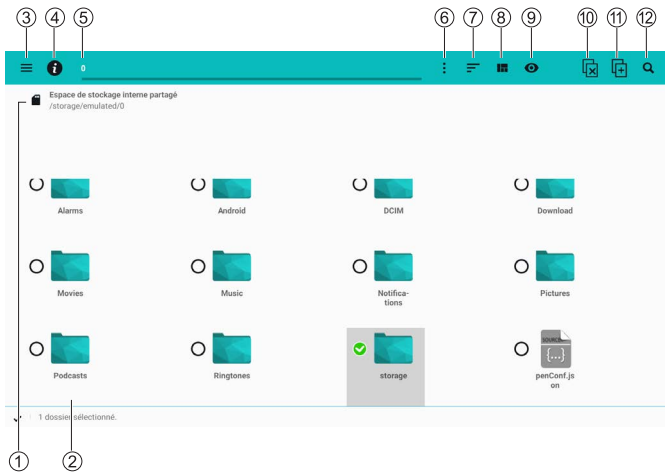 ③ ④ ⑤ ⑥ ⑦ ⑧ ⑨ ⑩ ⑪ ⑫
0
Espace de stockage interne partagé
/storage/emulated/0
Alarms Android DCIM Download
Movies Music Notifica-
tions Pictures
SOURCE
{...}
Podcasts Ringtones storage penConf.js
on
1 dossier sélectionné.
① ②